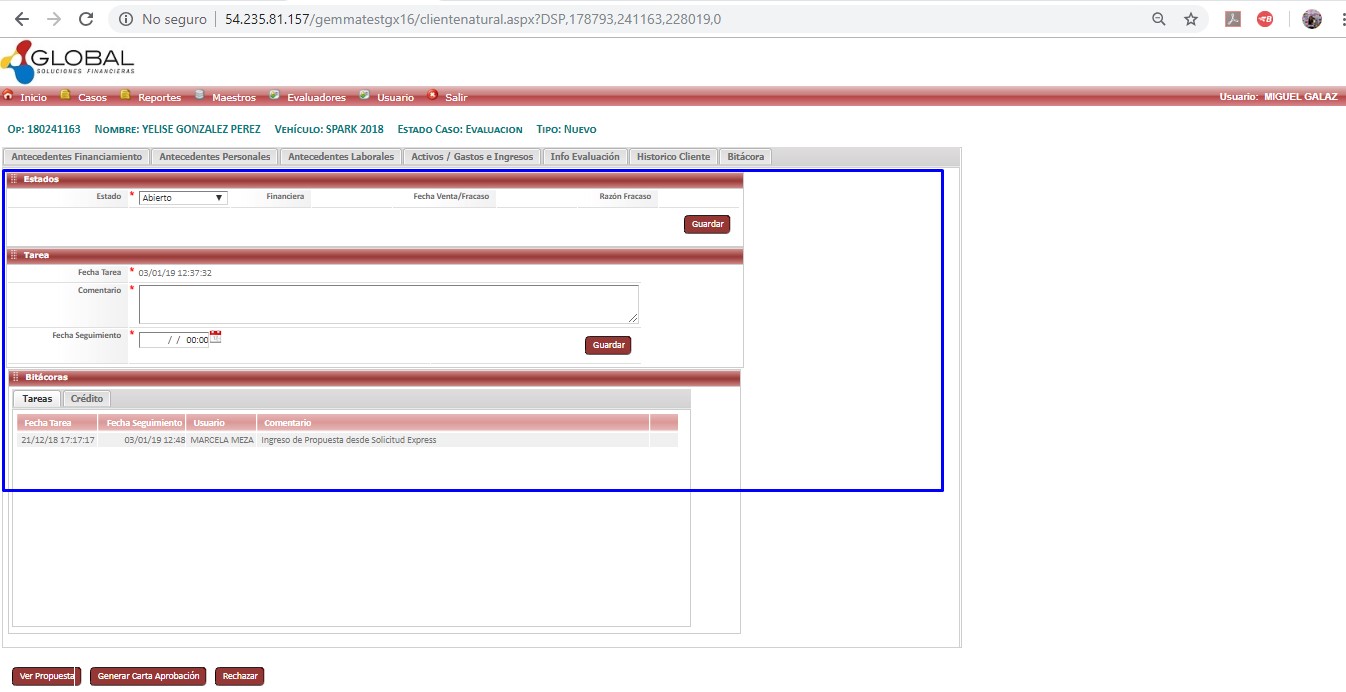 No seguro 54.235.81.157/gemmatestgx16/clientenatural.aspx?DSP,178793,241163,228019,0
GLOBAL
SOLUCIONES FINANCIERAS
Inicio Casos Reportes Maestros Evaluadores Usuario Salir Usuario: MIGUEL GALAZ
OP: 180241163 NOMBRE: YELISE GONZALEZ PEREZ VEHÍCULO: SPARK 2018 ESTADO CASO: EVALUACION TIPO: NUEVO
Antecedentes Financiamiento Antecedentes Personales Antecedentes Laborales Activos / Gastos e Ingresos Info Evaluación Historico Cliente Bitácora
Estados
Estado * Abierto Financiera Fecha Venta/Fracaso Razón Fracaso
Guardar
Tarea
Fecha Tarea * 03/01/19 12:37:32
Comentario *
Fecha Seguimiento * / / 00:00
Guardar
Bitácoras
Tareas Crédito
Fecha Tarea Fecha Seguimiento Usuario Comentario
21/12/18 17:17:17 03/01/19 12:48 MARCELA MEZA Ingreso de Propuesta desde Solicitud Express
Ver Propuesta Generar Carta Aprobación Rechazar